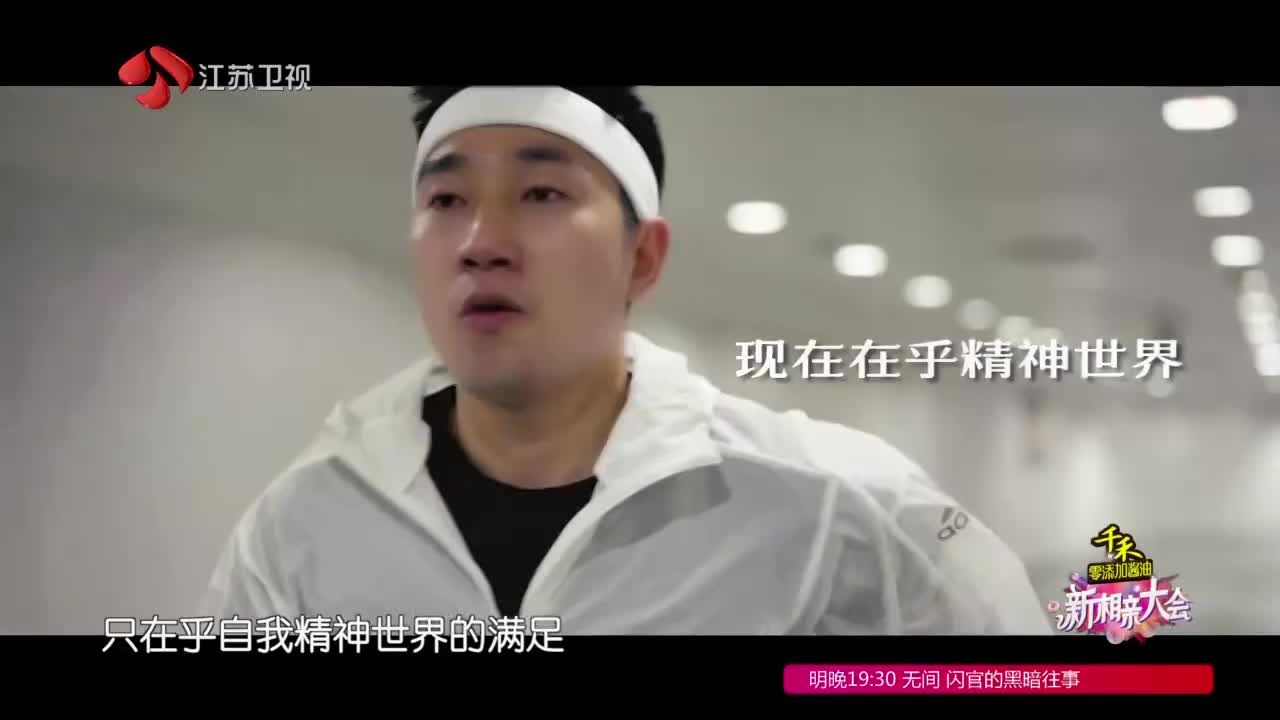 江苏卫视
现在在乎精神世界
千禾
零添加酱油
新相亲大会
只在乎自我精神世界的满足
明晚19:30 无间 闪官的黑暗往事